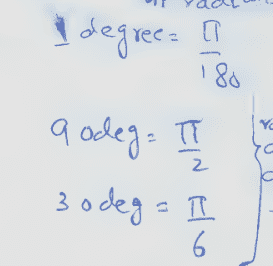 1 degree = π/180
90deg = π/2
30deg = π/6